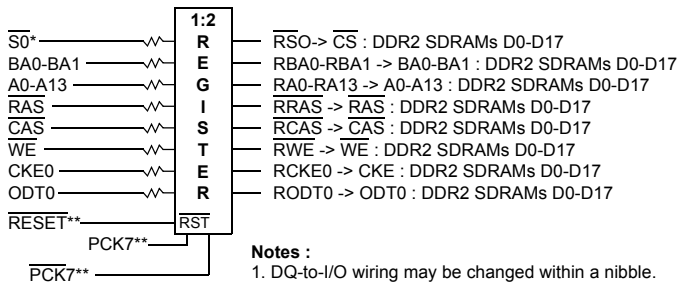 1:2
S0* R RSO-> CS : DDR2 SDRAMs D0-D17
BA0-BA1 E RBA0-RBA1 -> BA0-BA1 : DDR2 SDRAMs D0-D17
A0-A13 G RA0-RA13 -> A0-A13 : DDR2 SDRAMs D0-D17
RAS I RRAS -> RAS : DDR2 SDRAMs D0-D17
CAS S RCAS -> CAS : DDR2 SDRAMs D0-D17
WE T RWE -> WE : DDR2 SDRAMs D0-D17
CKE0 E RCKE0 -> CKE : DDR2 SDRAMs D0-D17
ODT0 R RODT0 -> ODT0 : DDR2 SDRAMs D0-D17
RESET** RST
PCK7**
PCK7**
Notes :
1. DQ-to-I/O wiring may be changed within a nibble.